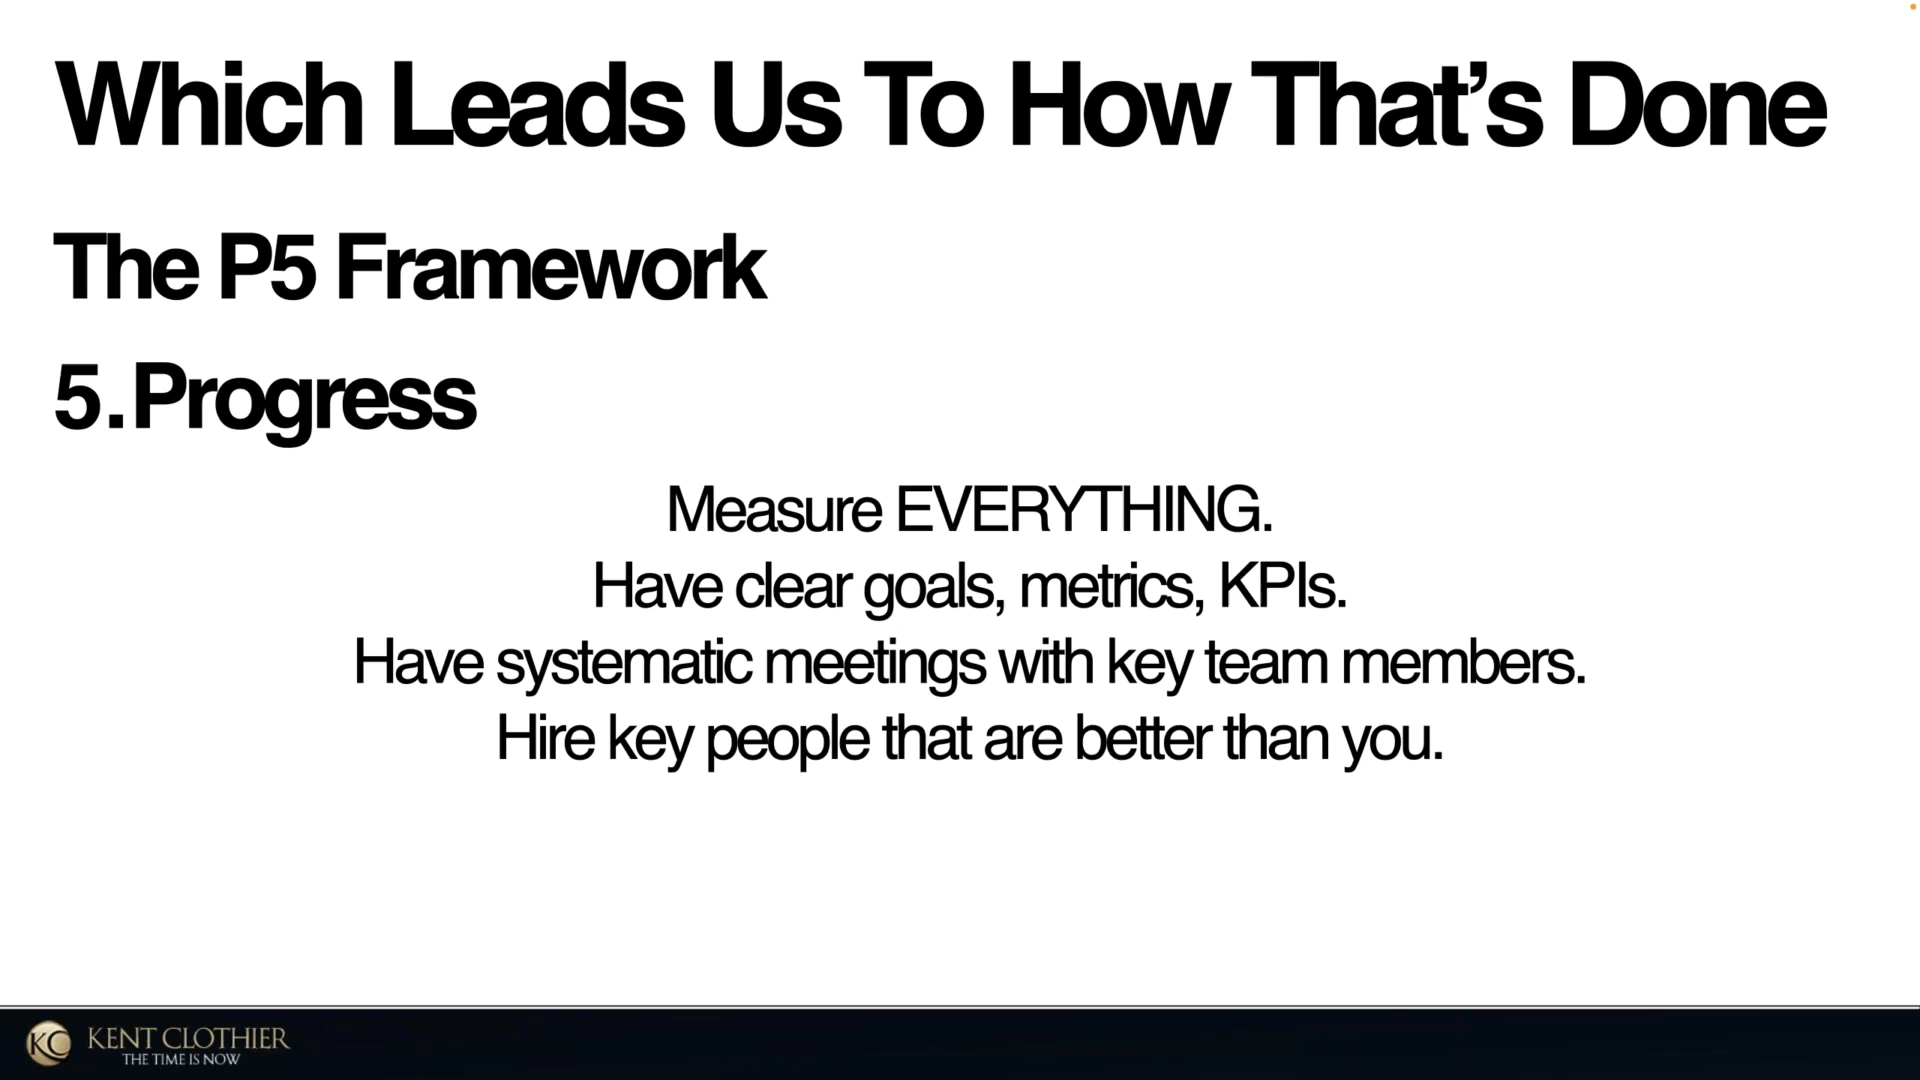 Which Leads Us To How That’s Done
The P5 Framework
5. Progress
Measure EVERYTHING.
Have clear goals, metrics, KPIs.
Have systematic meetings with key team members.
Hire key people that are better than you.
KC
KENT CLOTHIER
THE TIME IS NOW